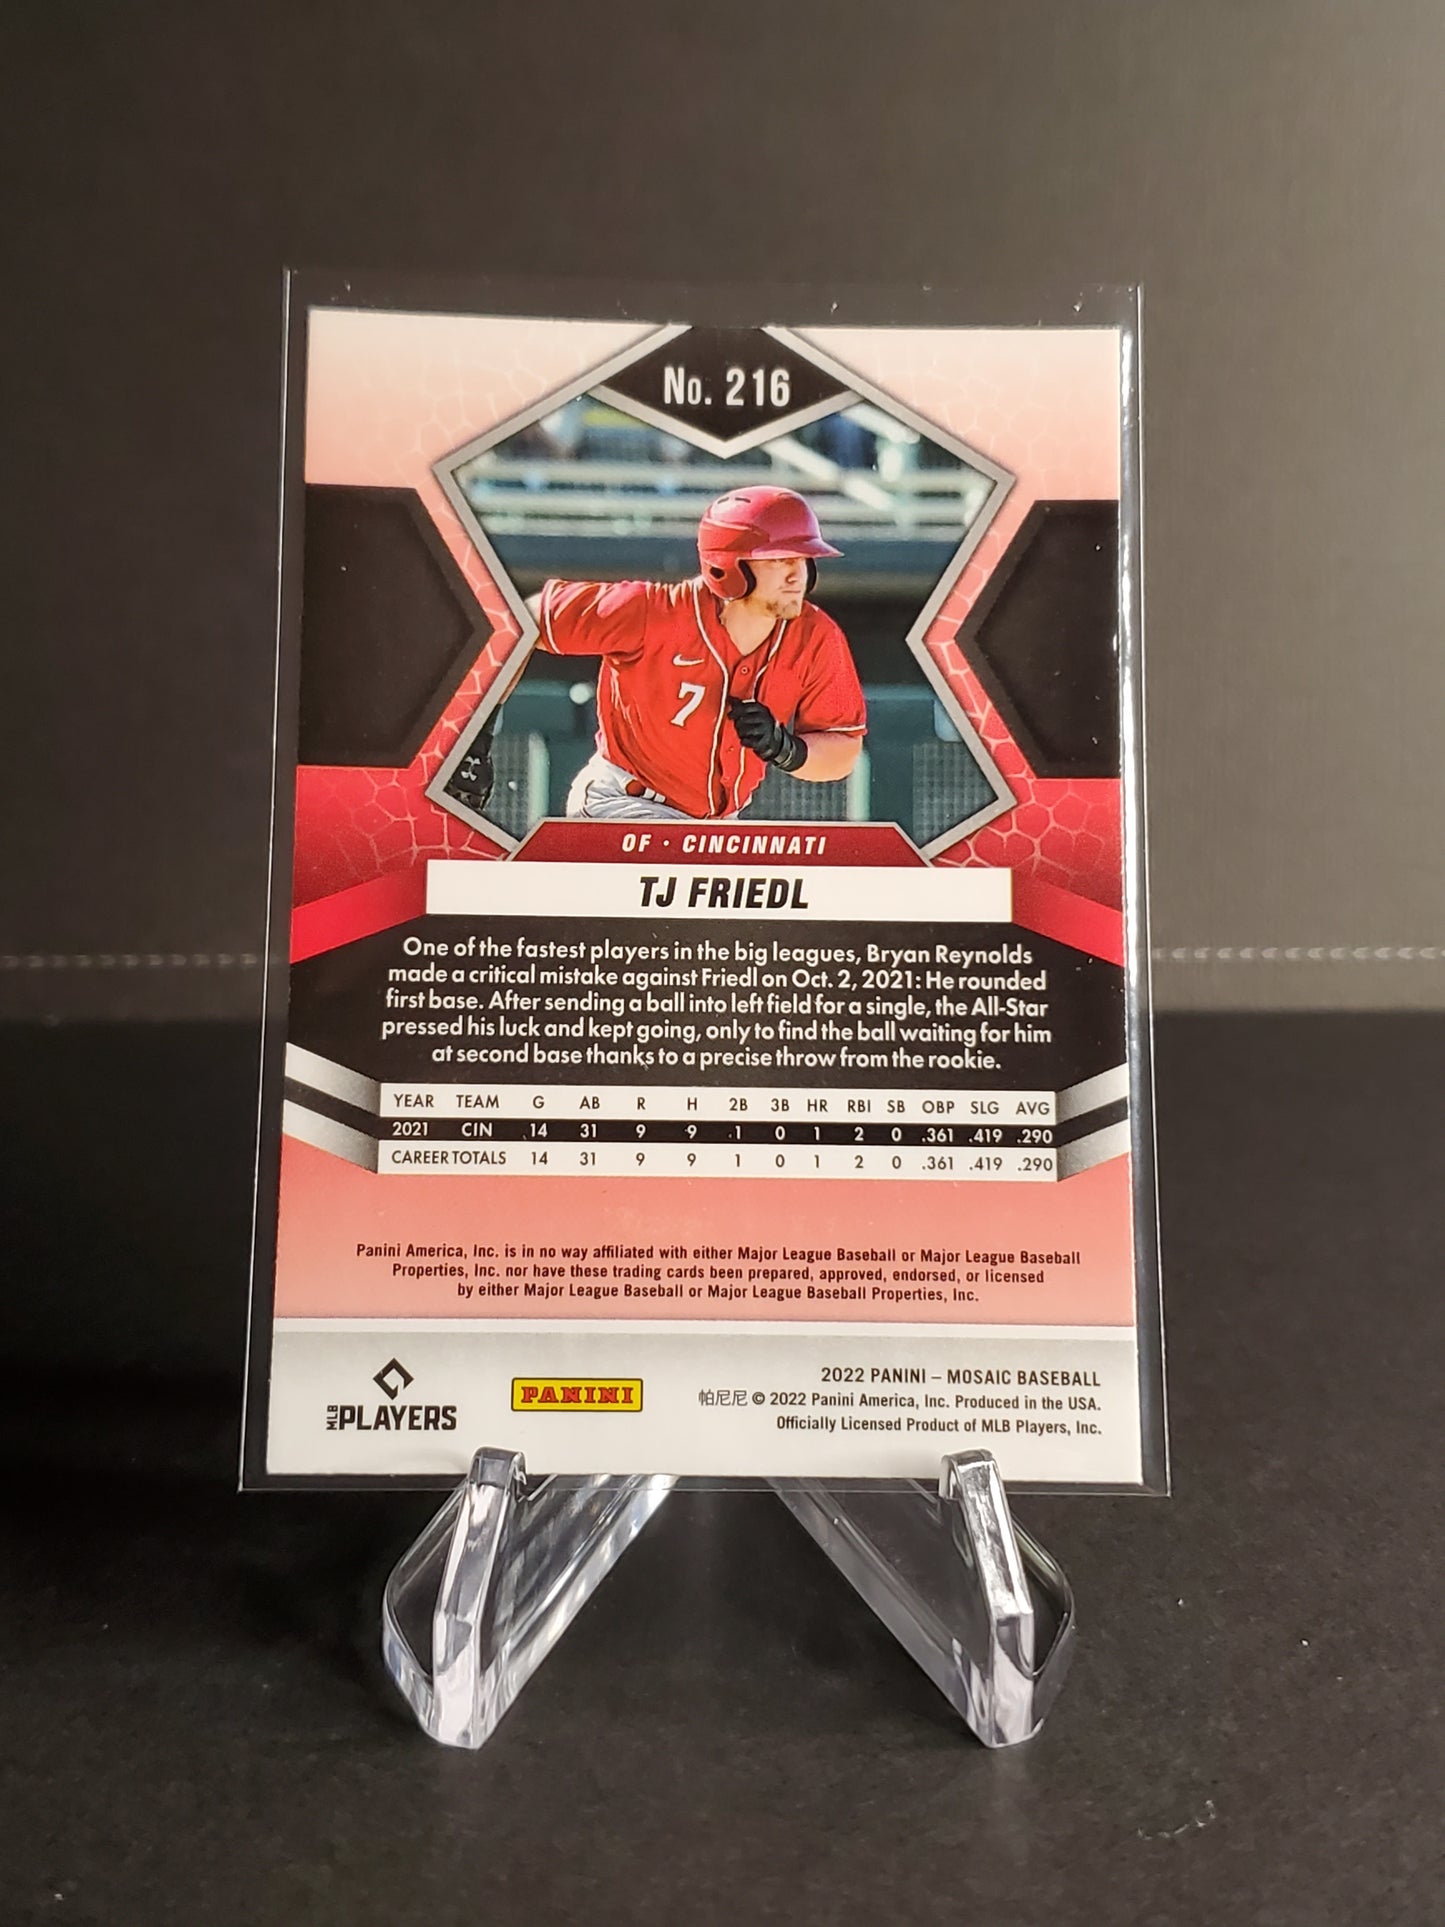 No. 216
7
OF · CINCINNATI
TJ FRIEDL
One of the fastest players in the big leagues, Bryan Reynolds
made a critical mistake against Friedl on Oct. 2, 2021: He rounded
first base. After sending a ball into left field for a single, the All-Star
pressed his luck and kept going, only to find the ball waiting for him
at second base thanks to a precise throw from the rookie.
YEAR TEAM G AB R H 2B 3B HR RBI SB OBP SLG AVG
2021 CIN 14 31 9 9 1 0 1 2 0 .361 .419 .290
CAREER TOTALS 14 31 9 9 1 0 1 2 0 .361 .419 .290
Panini America, Inc. is in no way affiliated with either Major League Baseball or Major League Baseball
Properties, Inc. nor have these trading cards been prepared, approved, endorsed, or licensed
by either Major League Baseball or Major League Baseball Properties, Inc.
MLB PLAYERS
PANINI
2022 PANINI – MOSAIC BASEBALL
帕尼尼 © 2022 Panini America, Inc. Produced in the USA.
Officially Licensed Product of MLB Players, Inc.